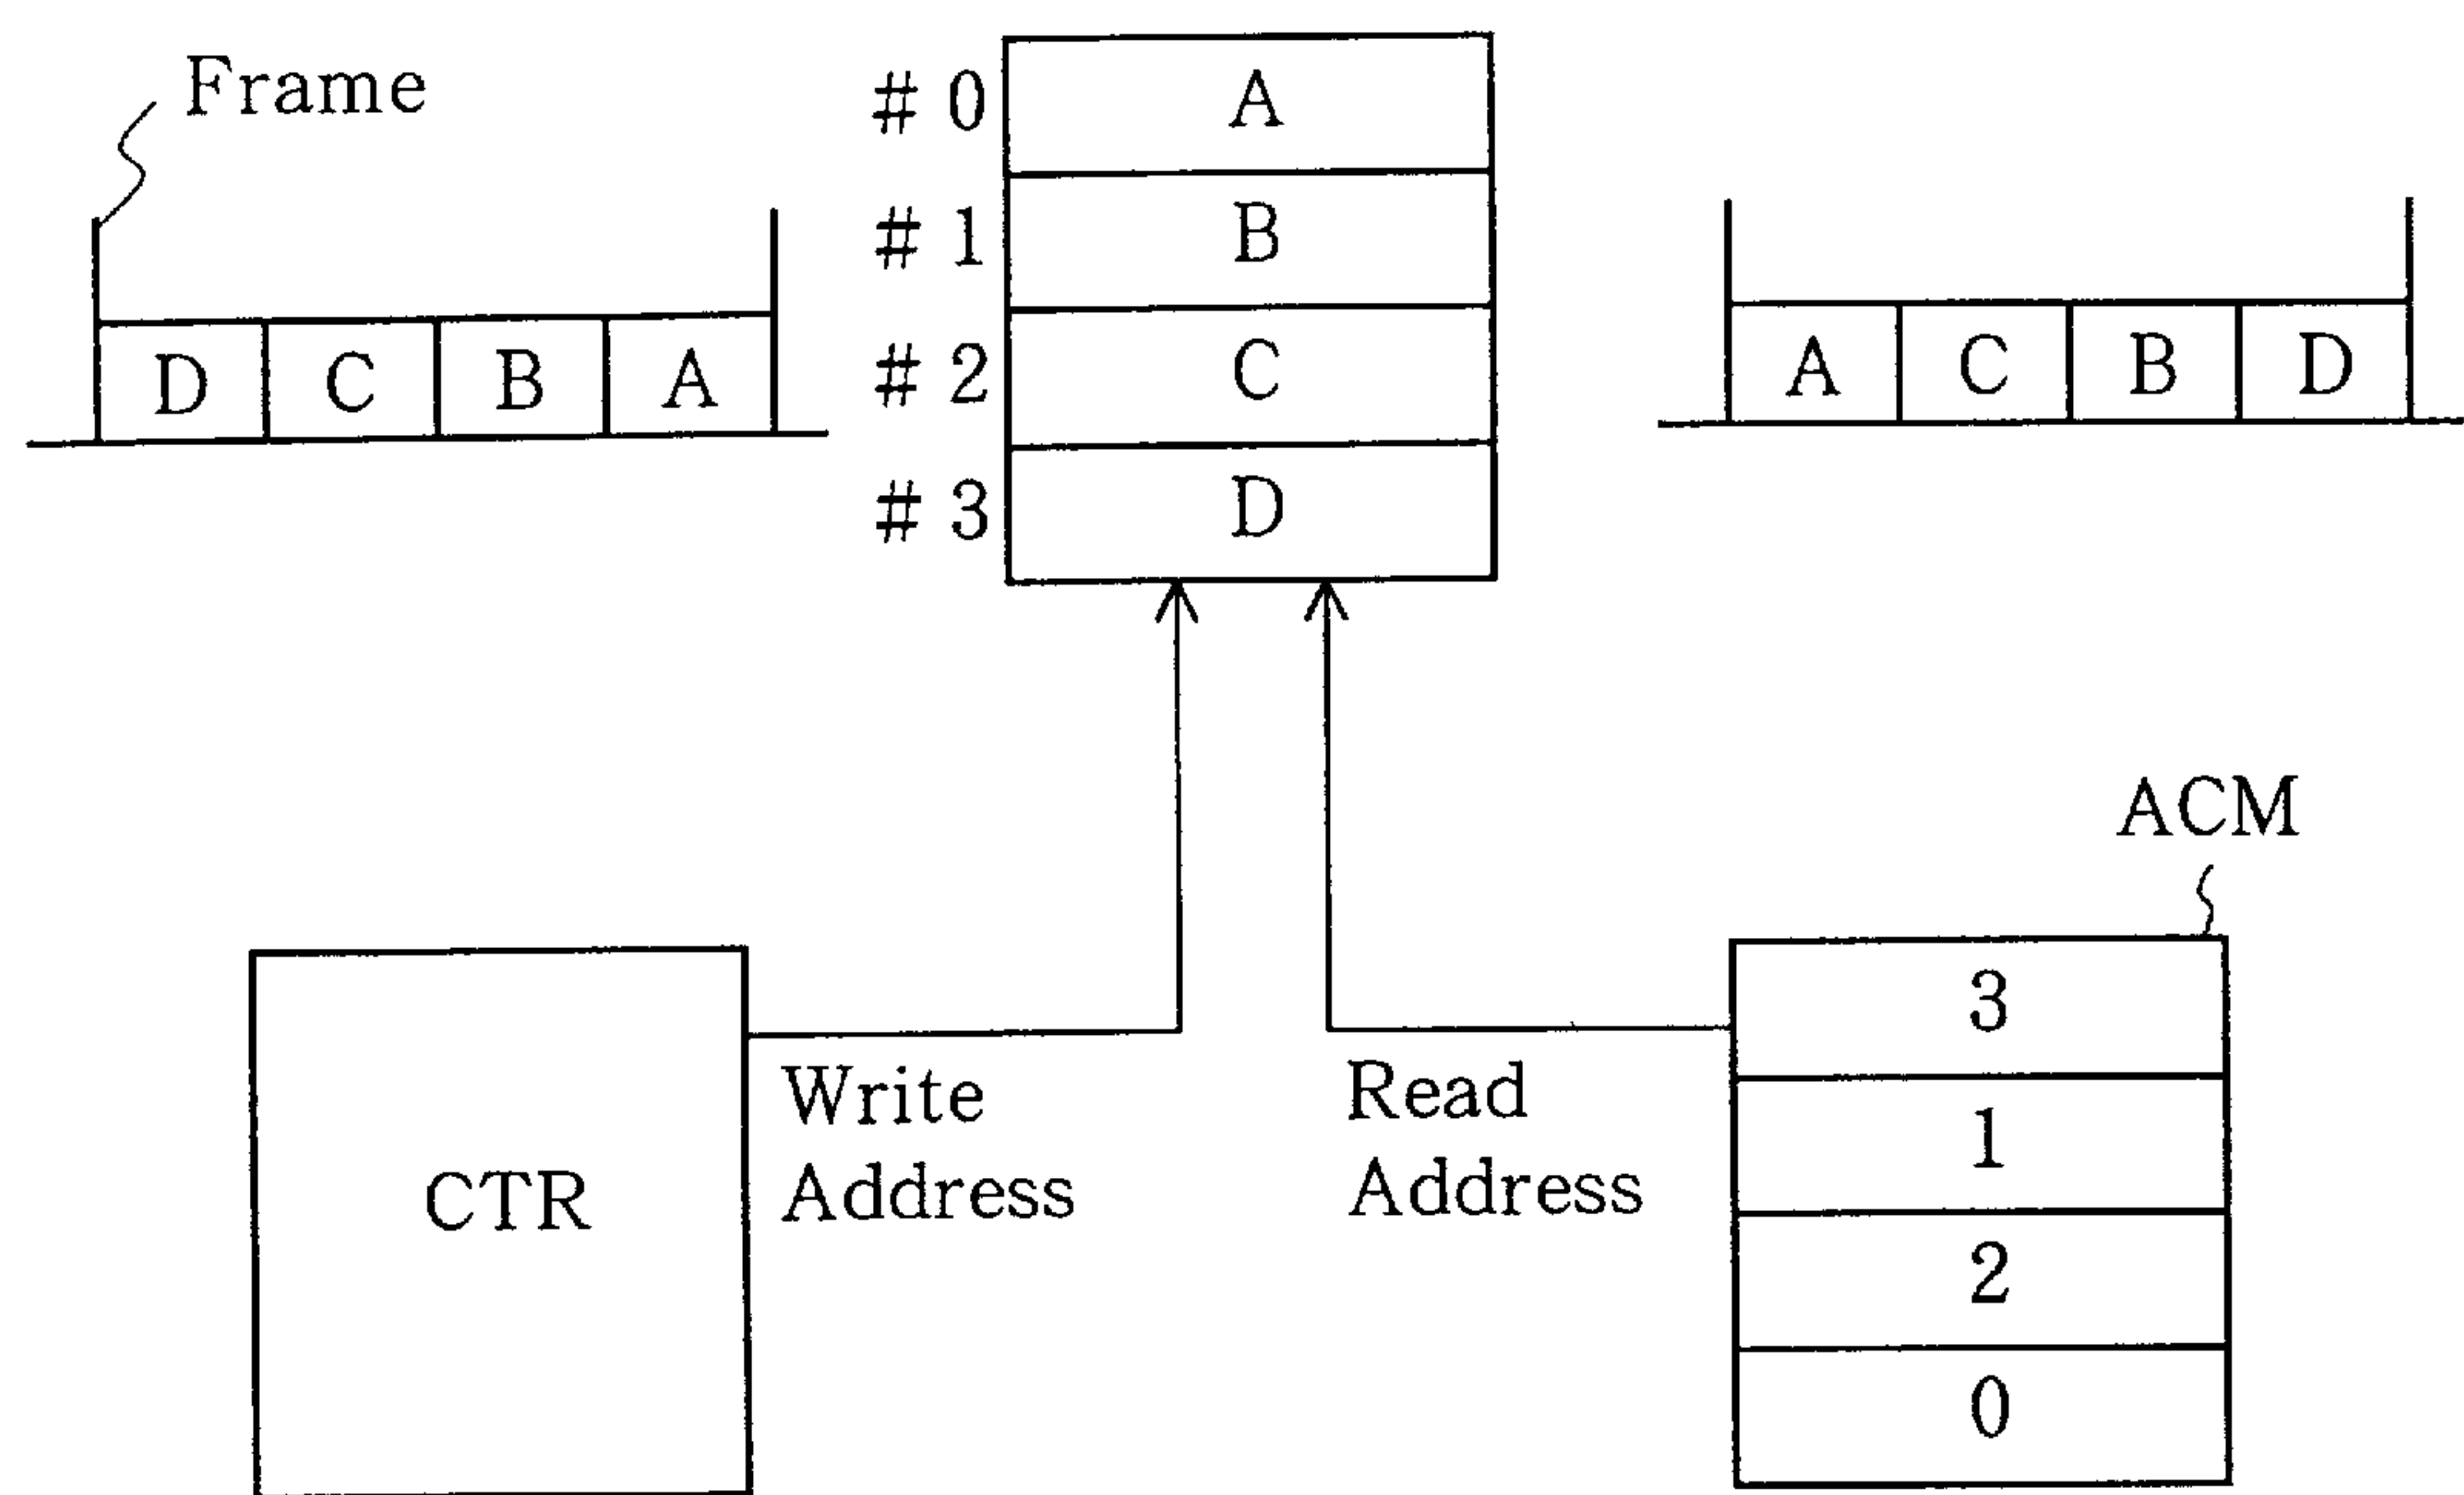 Frame
# 0 A
# 1 B
# 2 C
# 3 D
D C B A
A C B D
ACM
3
1
2
0
CTR
Write
Address
Read
Address